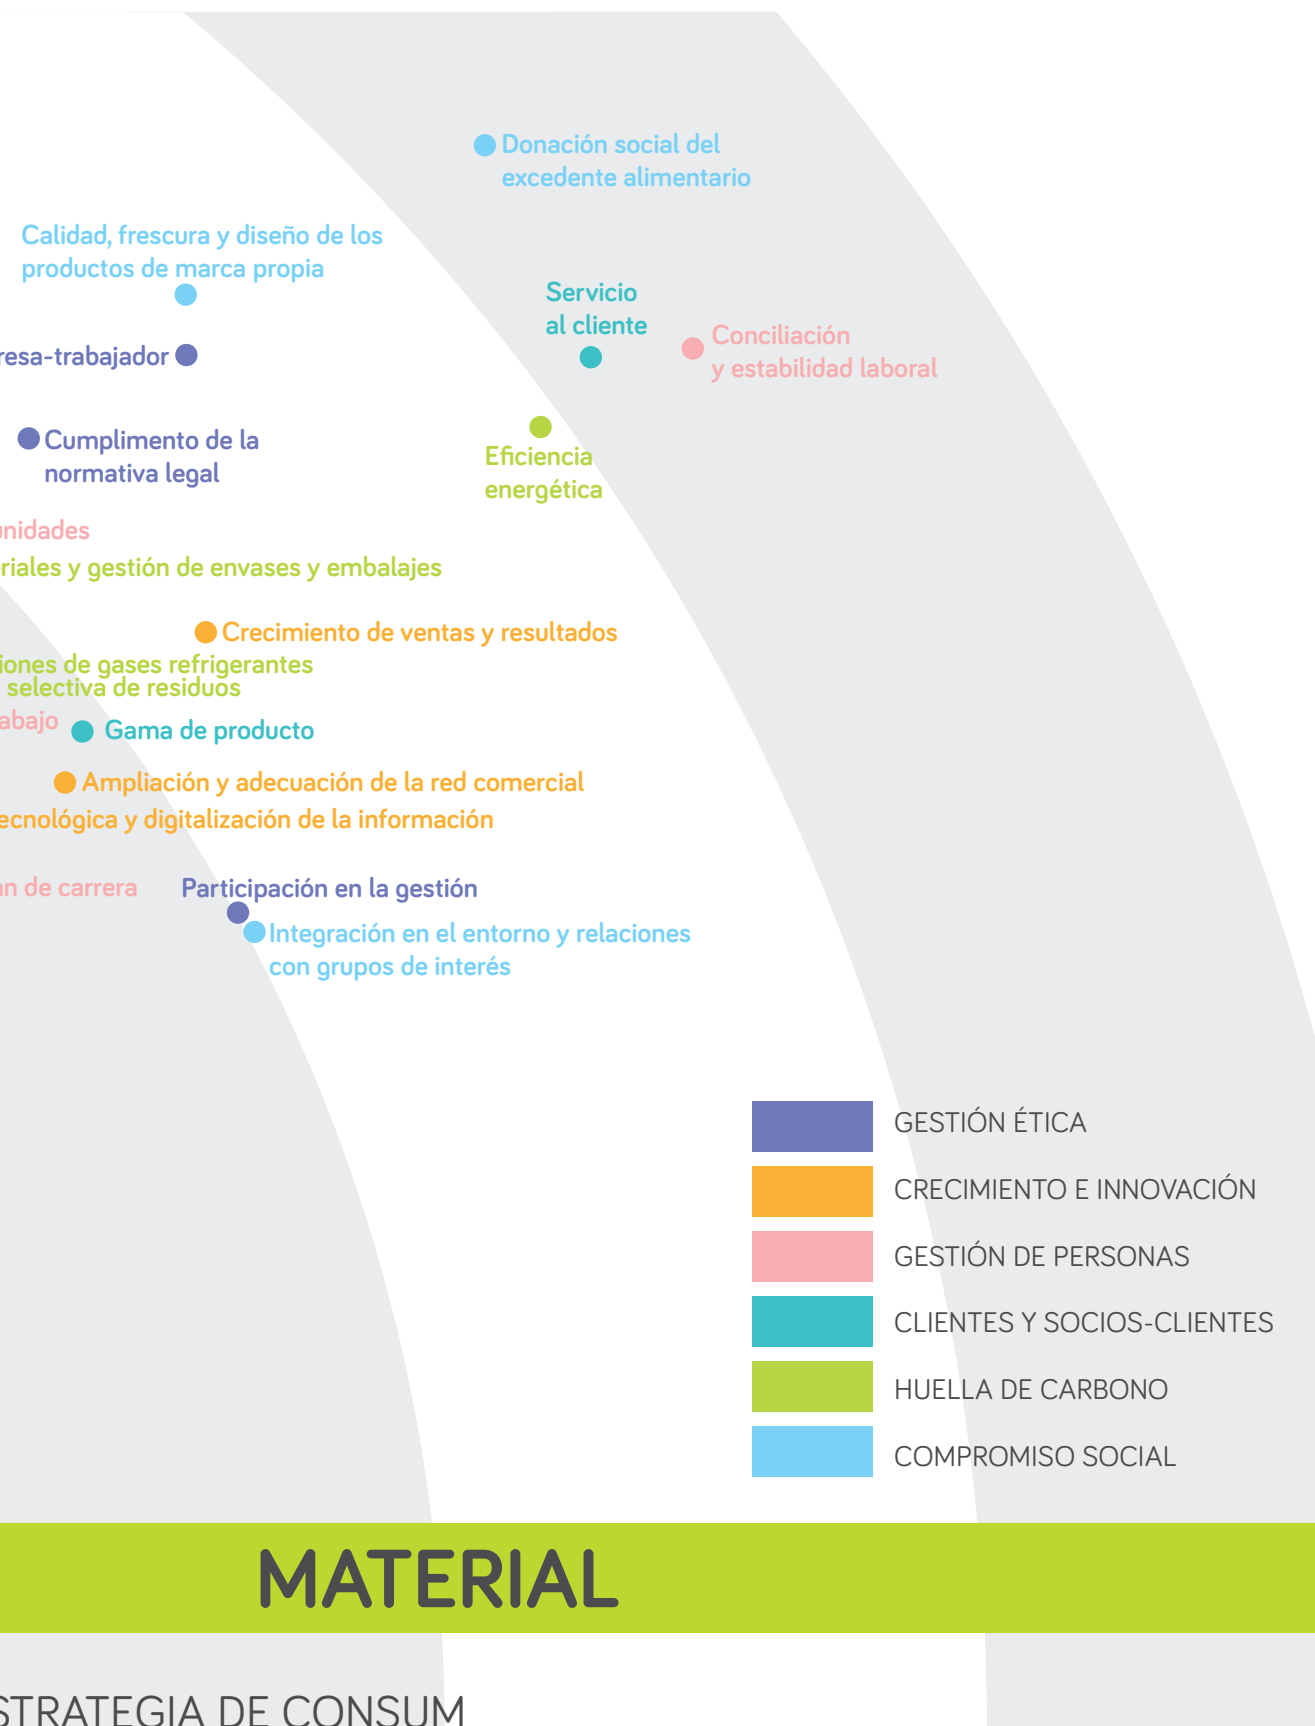 Donación social del
excedente alimentario
Calidad, frescura y diseño de los
productos de marca propia
Servicio
al cliente
Conciliación
y estabilidad laboral
resa-trabajador
Cumplimento de la
normativa legal
Eficiencia
energética
unidades
riales y gestión de envases y embalajes
Crecimiento de ventas y resultados
iones de gases refrigerantes
selectiva de residuos
abajo
Gama de producto
Ampliación y adecuación de la red comercial
ecnológica y digitalización de la información
an de carrera
Participación en la gestión
Integración en el entorno y relaciones
con grupos de interés
GESTIÓN ÉTICA
CRECIMIENTO E INNOVACIÓN
GESTIÓN DE PERSONAS
CLIENTES Y SOCIOS-CLIENTES
HUELLA DE CARBONO
COMPROMISO SOCIAL
MATERIAL
STRATEGIA DE CONSUM